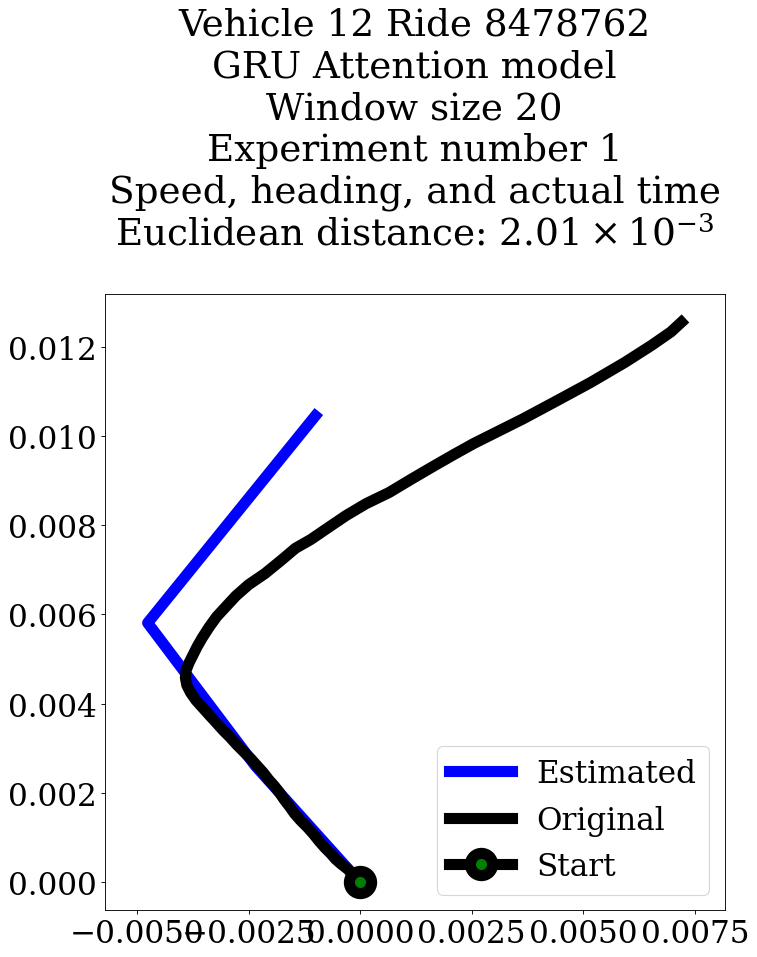 Vehicle 12 Ride 8478762
GRU Attention model
Window size 20
Experiment number 1
Speed, heading, and actual time
Euclidean distance: 2.01 × 10⁻³
0.012
0.010
0.008
0.006
0.004
0.002
0.000
Estimated
Original
Start
−0.0050 −0.0025 0.0000 0.0025 0.0050 0.0075